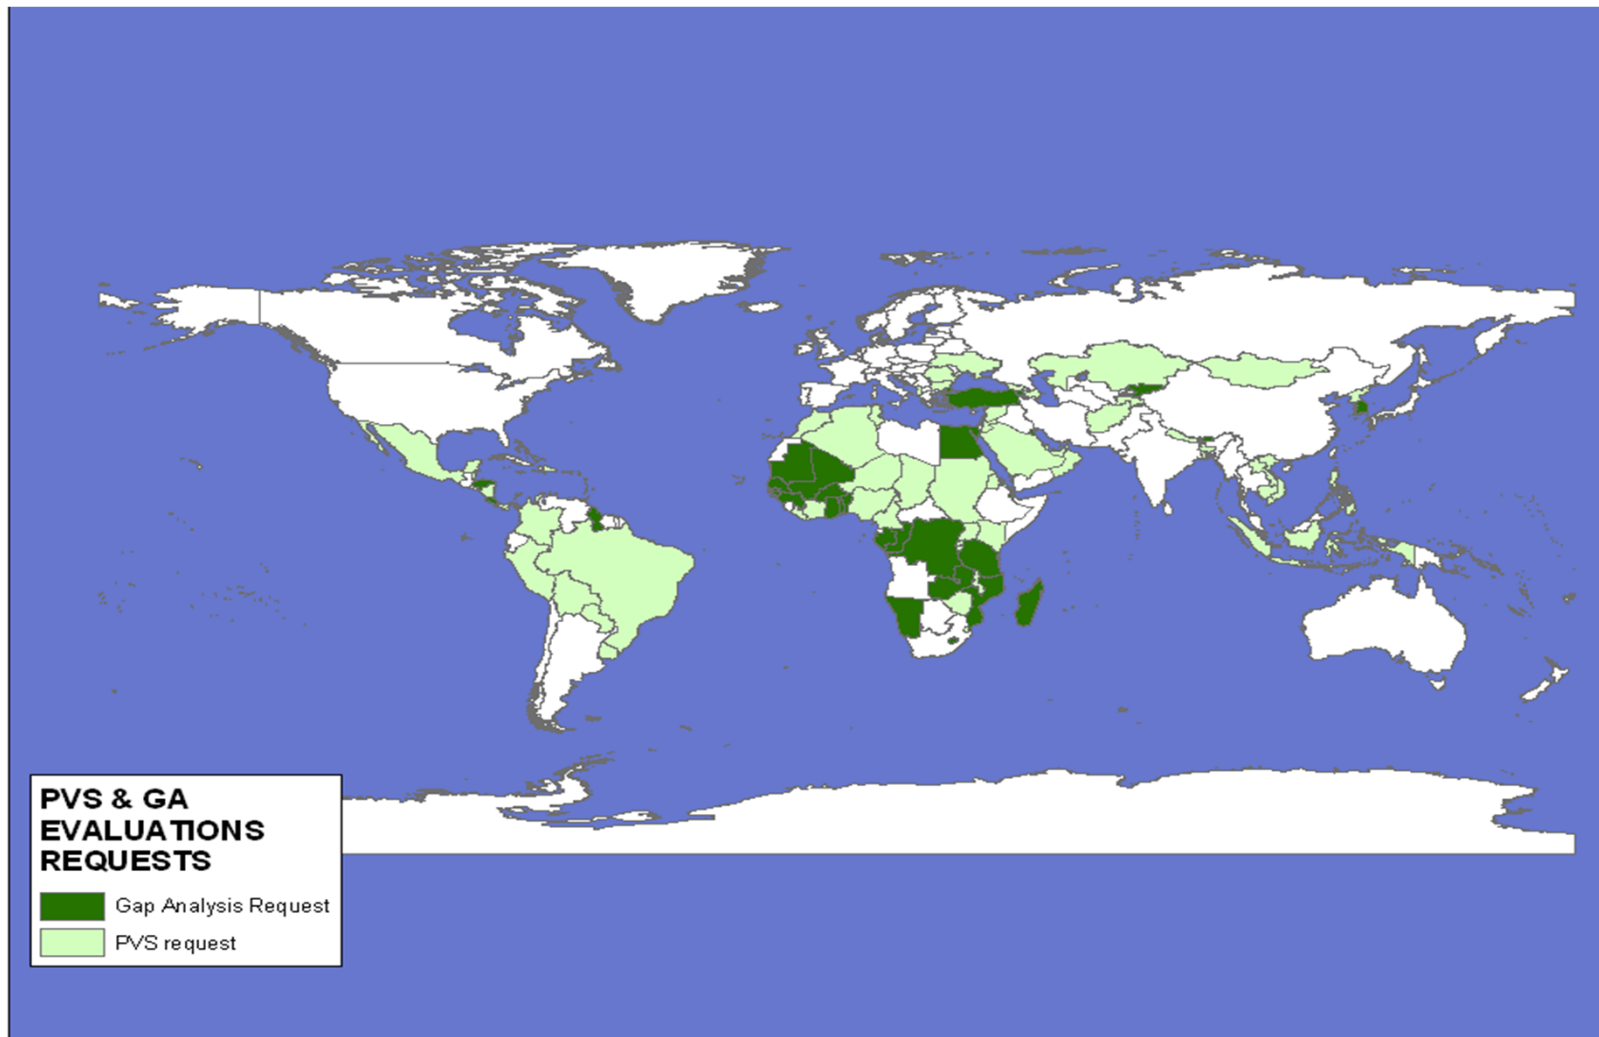 PVS & GA
EVALUATIONS
REQUESTS
Gap Analysis Request
PVS request